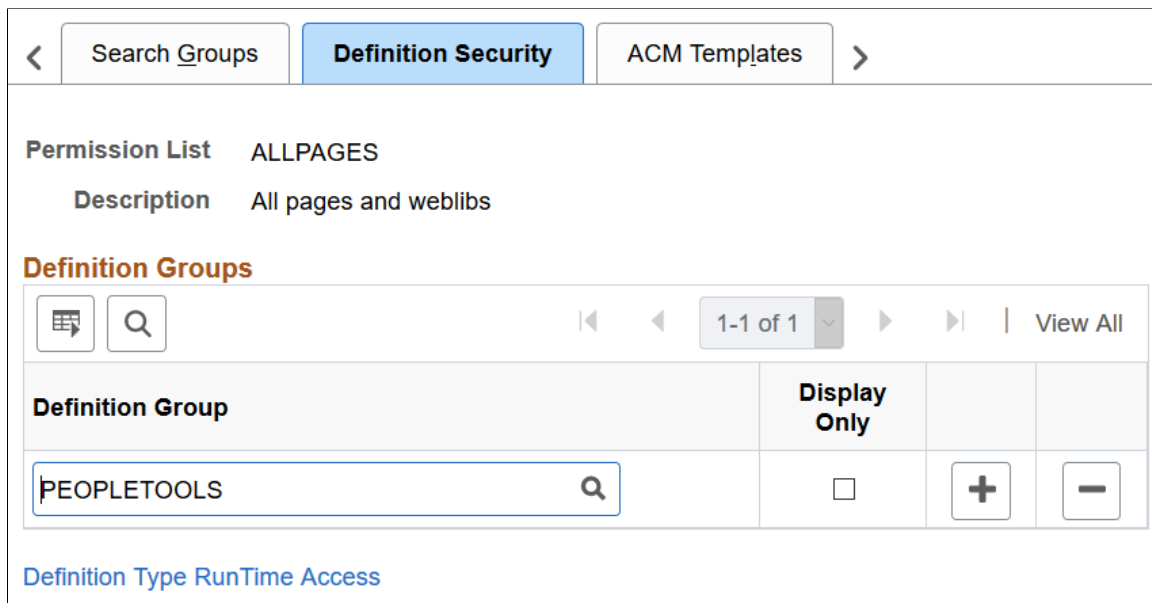 Search Groups Definition Security ACM Templates
Permission List ALLPAGES
Description All pages and weblibs
Definition Groups
1-1 of 1 | View All
Definition Group Display Only
PEOPLETOOLS
Definition Type RunTime Access